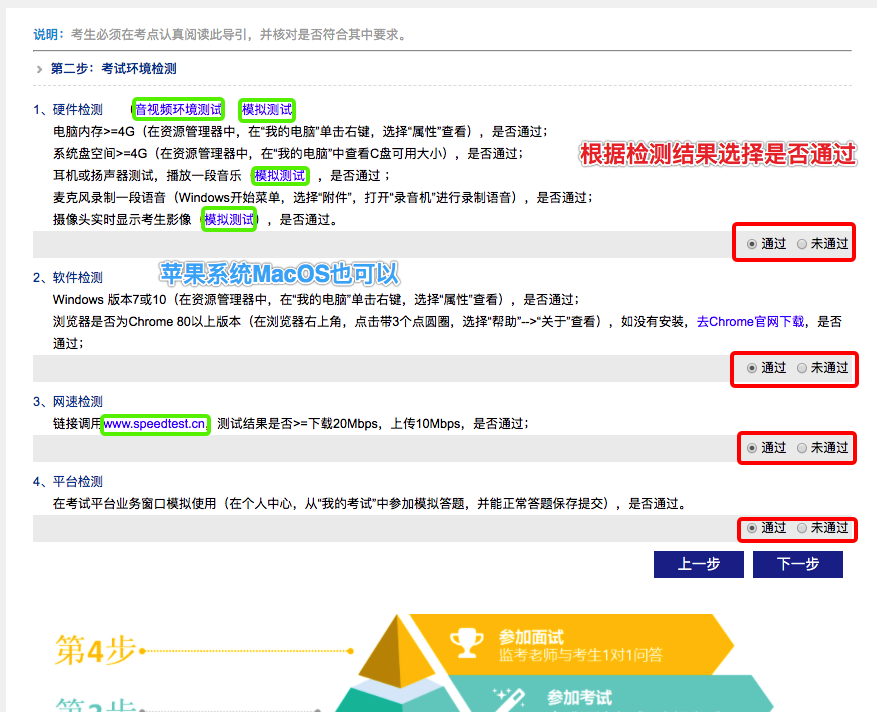 说明：考生必须在考点认真阅读此导引，并核对是否符合其中要求。
第二步：考试环境检测
1、硬件检测 （音视频环境测试 模拟测试
电脑内存>=4G（在资源管理器中，在“我的电脑”单击右键，选择“属性”查看），是否通过；
系统盘空间>=4G（在资源管理器中，在“我的电脑”中查看C盘可用大小），是否通过；
根据检测结果选择是否通过
耳机或扬声器测试，播放一段音乐（模拟测试 ，是否通过 ；
麦克风录制一段语音（Windows开始菜单，选择“附件”，打开“录音机”进行录制语音），是否通过；
摄像头实时显示考生影像（模拟测试），是否通过。
通过 未通过
苹果系统MacOS也可以
2、软件检测
Windows 版本7或10（在资源管理器中，在“我的电脑”单击右键，选择“属性”查看），是否通过；
浏览器是否为Chrome 80以上版本（在浏览器右上角，点击带3个点圆圈，选择“帮助”-->“关于”查看），如没有安装，去Chrome官网下载，是否
通过；
通过 未通过
3、网速检测
链接调用www.speedtest.cn，测试结果是否>=下载20Mbps，上传10Mbps，是否通过；
通过 未通过
4、平台检测
在考试平台业务窗口模拟使用（在个人中心，从“我的考试”中参加模拟答题，并能正常答题保存提交），是否通过。
通过 未通过
上一步 下一步
第4步
参加面试
监考老师与考生1对1问答
参加考试